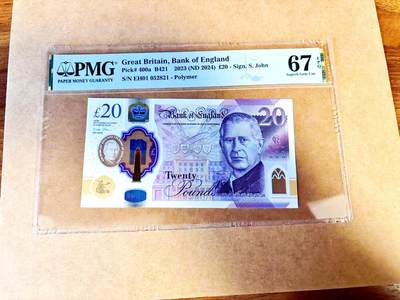 PMG
PAPER MONEY GUARANTY
Great Britain, Bank of England
Pick# 400a B421 2023 (ND 2024) £20 - Sign. S. John
S/N EH01 052821 - Polymer
67 EPQ
Superb Gem Unc
£20
Bank of England
20
Twenty
Pounds